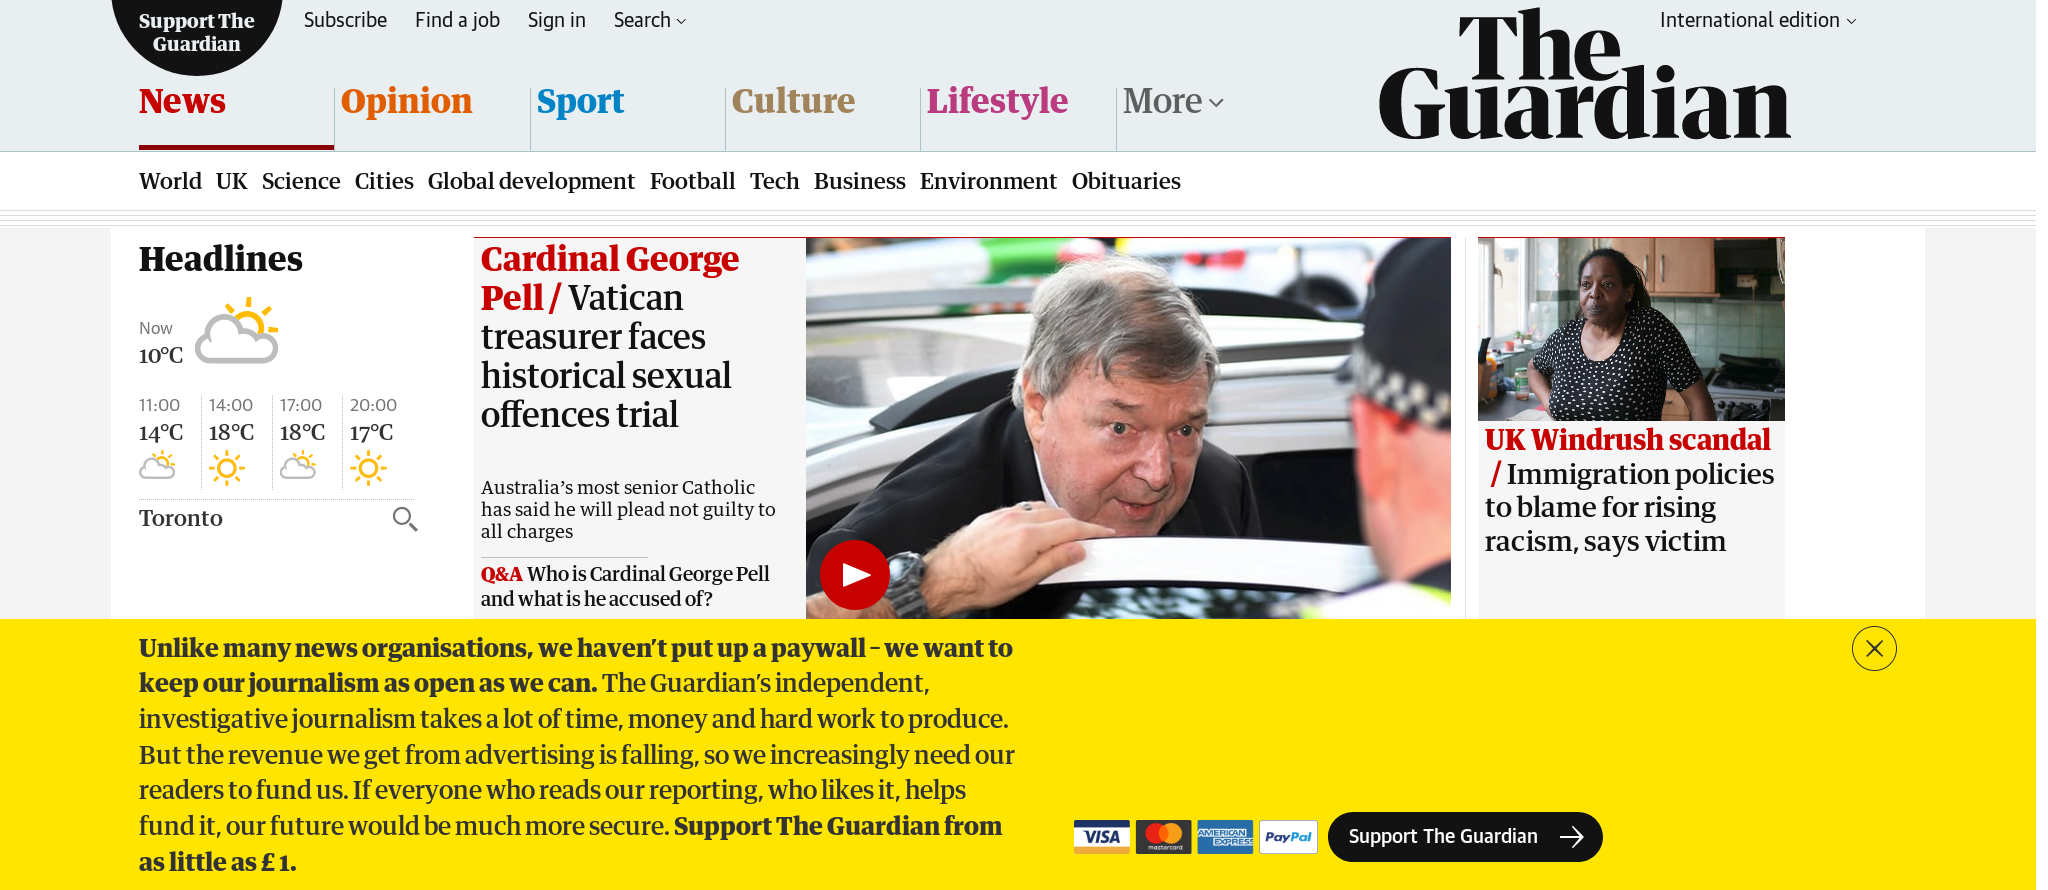 Support The
Guardian
Subscribe
Find a job
Sign in
Search
International edition
The
Guardian
News
Opinion
Sport
Culture
Lifestyle
More
World
UK
Science
Cities
Global development
Football
Tech
Business
Environment
Obituaries
Headlines
Now
10°C
11:00
14°C
14:00
18°C
17:00
18°C
20:00
17°C
Toronto
Cardinal George
Pell / Vatican
treasurer faces
historical sexual
offences trial
Australia’s most senior Catholic
has said he will plead not guilty to
all charges
Q&A Who is Cardinal George Pell
and what is he accused of?
UK Windrush scandal
/ Immigration policies
to blame for rising
racism, says victim
Unlike many news organisations, we haven’t put up a paywall – we want to
keep our journalism as open as we can. The Guardian’s independent,
investigative journalism takes a lot of time, money and hard work to produce.
But the revenue we get from advertising is falling, so we increasingly need our
readers to fund us. If everyone who reads our reporting, who likes it, helps
fund it, our future would be much more secure. Support The Guardian from
as little as £1.
VISA
mastercard
AMERICAN
EXPRESS
PayPal
Support The Guardian